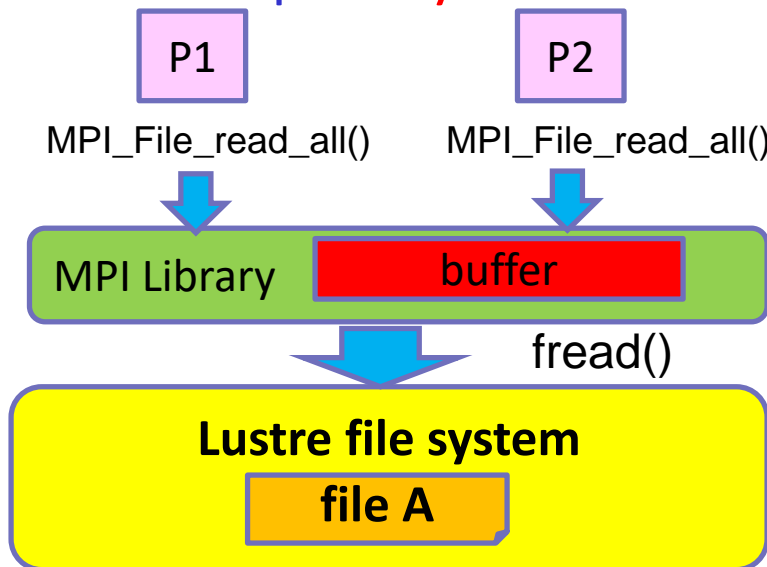 P1 P2
MPI_File_read_all() MPI_File_read_all()
MPI Library buffer
fread()
Lustre file system
file A